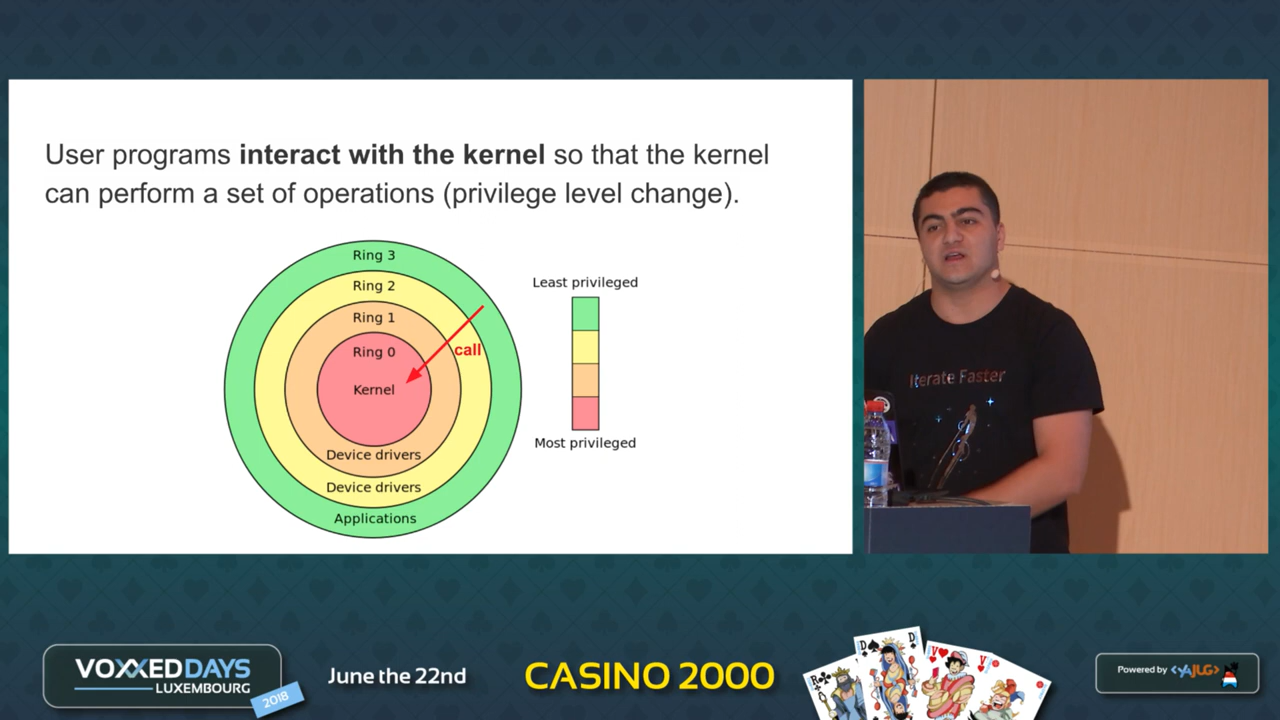 User programs interact with the kernel so that the kernel
can perform a set of operations (privilege level change).
Ring 3
Ring 2
Ring 1
Ring 0
Kernel
Device drivers
Device drivers
Applications
call
Least privileged
Most privileged
Iterate Faster
VOXXEDDAYS
LUXEMBOURG
2018
June the 22nd
CASINO 2000
R
D
D
V
V
Powered by <YAJUG>